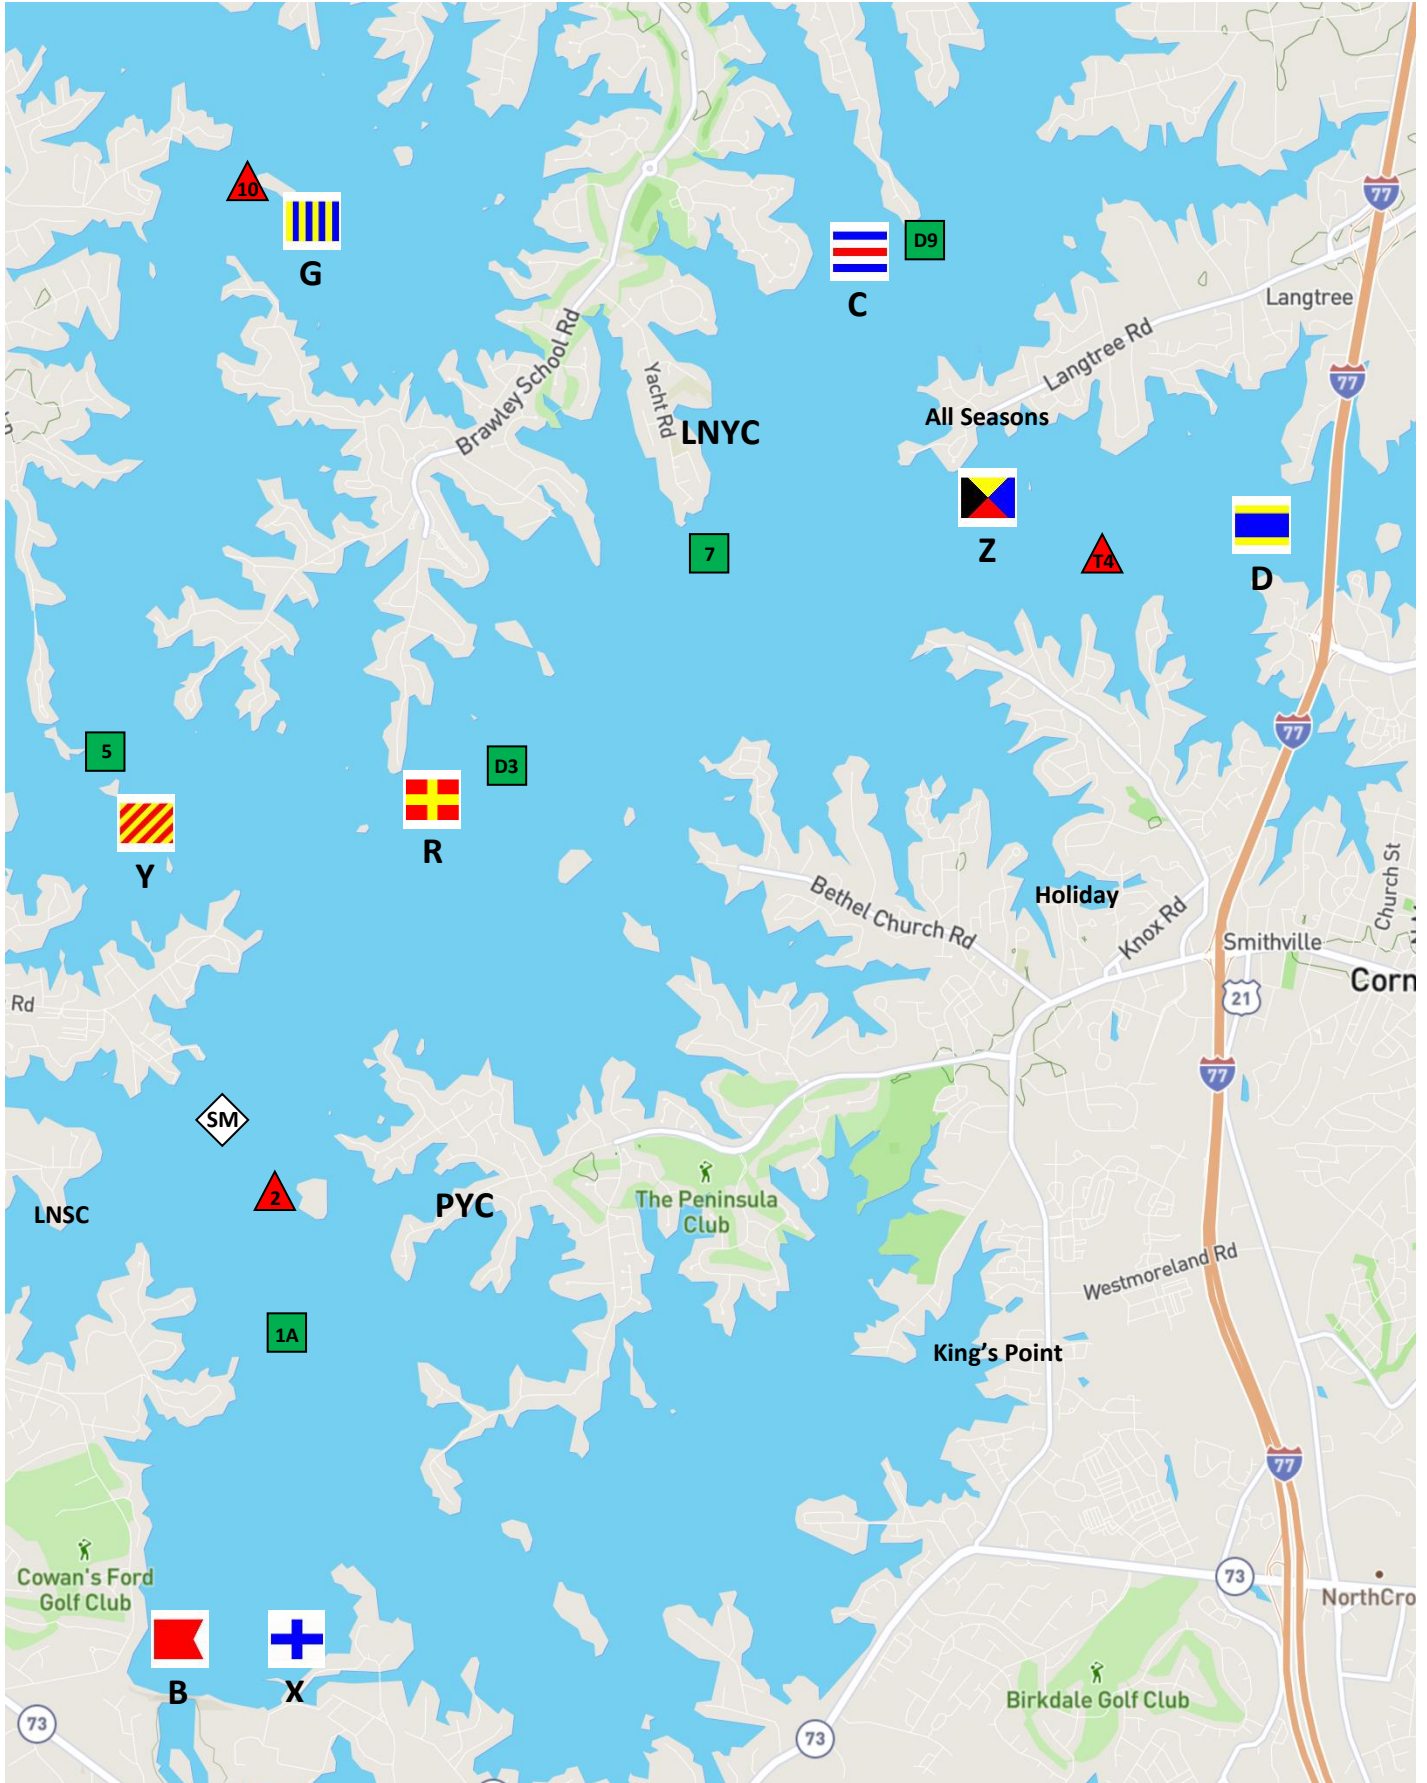 10
77
G
D9
C
Langtree
Brawley School Rd
Yacht Rd
Langtree Rd
77
LNYC
All Seasons
7
Z
T4
D
5
D3
77
Y
R
Bethel Church Rd
Holiday
Knox Rd
Church St
Smithville
Corn
Rd
21
77
SM
2
LNSC
PYC
The Peninsula
Club
Westmoreland Rd
1A
King's Point
77
Cowan's Ford
Golf Club
73
NorthCro
B
X
Birkdale Golf Club
73
73